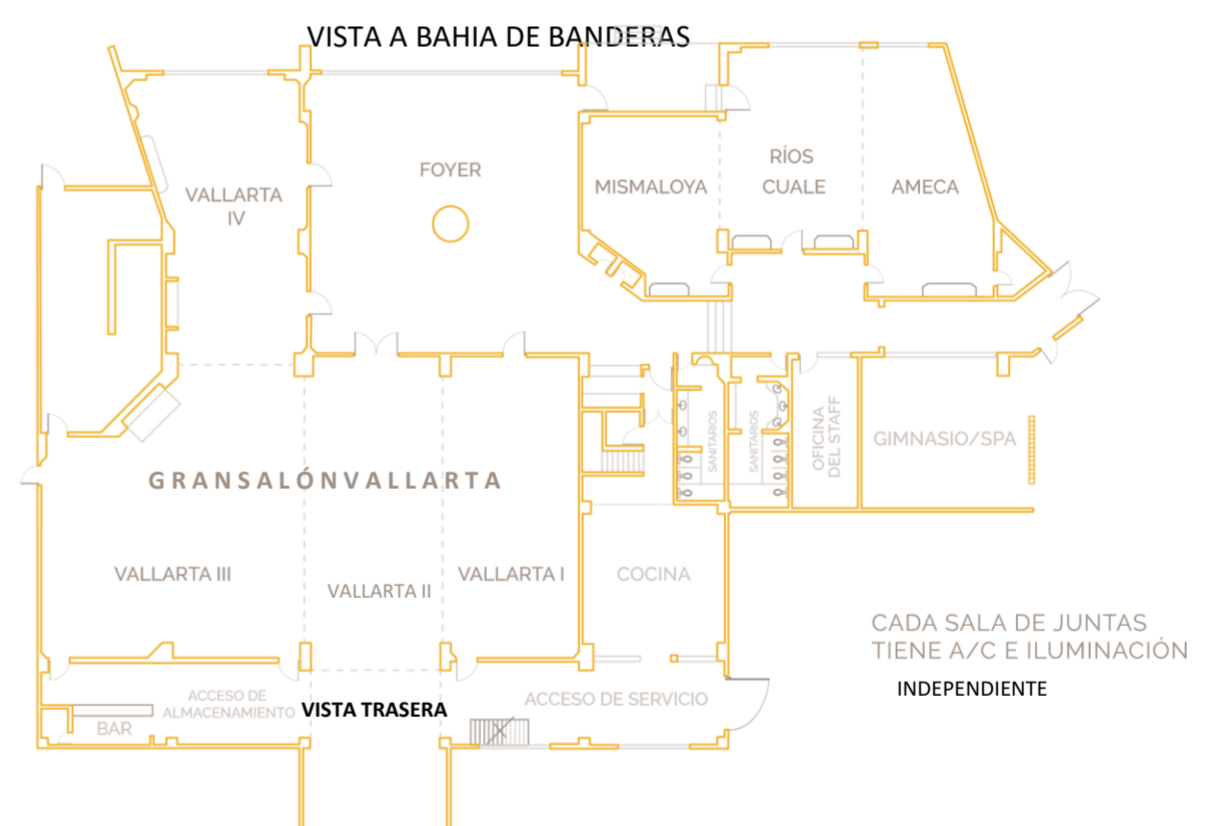 VISTA A BAHIA DE BANDERAS
FOYER
RÍOS
CUALE
MISMALOYA
AMECA
VALLARTA
IV
SANITARIOS
SANITARIOS
OFICINA
DEL STAFF
GIMNASIO/SPA
GRANSALÓNVALLARTA
VALLARTA III
VALLARTA II
VALLARTA I
COCINA
CADA SALA DE JUNTAS
TIENE A/C E ILUMINACIÓN
INDEPENDIENTE
ACCESO DE
ALMACENAMIENTO
VISTA TRASERA
ACCESO DE SERVICIO
BAR